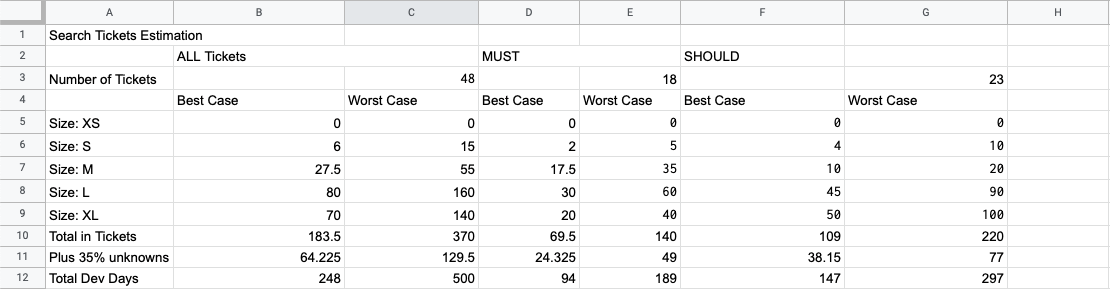 A B C D E F G H
1 Search Tickets Estimation
2 ALL Tickets MUST SHOULD
3 Number of Tickets 48 18 23
4 Best Case Worst Case Best Case Worst Case Best Case Worst Case
5 Size: XS 0 0 0 0 0 0
6 Size: S 6 15 2 5 4 10
7 Size: M 27.5 55 17.5 35 10 20
8 Size: L 80 160 30 60 45 90
9 Size: XL 70 140 20 40 50 100
10 Total in Tickets 183.5 370 69.5 140 109 220
11 Plus 35% unknowns 64.225 129.5 24.325 49 38.15 77
12 Total Dev Days 248 500 94 189 147 297